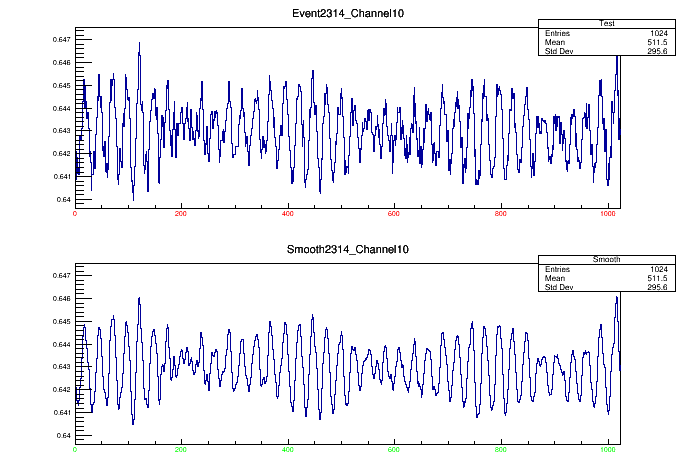 Event2314_Channel10
Test
Entries 1024
Mean 511.5
Std Dev 295.6
0.647
0.646
0.645
0.644
0.643
0.642
0.641
0.64
0 200 400 600 800 1000
Smooth2314_Channel10
Smooth
Entries 1024
Mean 511.5
Std Dev 295.6
0.647
0.646
0.645
0.644
0.643
0.642
0.641
0.64
0 200 400 600 800 1000